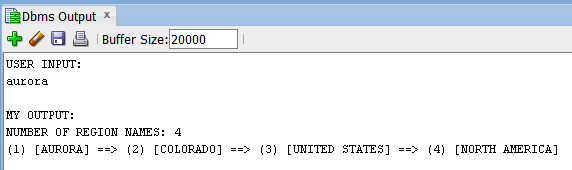 Dbms Output x
Buffer Size: 20000
USER INPUT:
aurora
MY OUTPUT:
NUMBER OF REGION NAMES: 4
(1) [AURORA] ==> (2) [COLORADO] ==> (3) [UNITED STATES] ==> (4) [NORTH AMERICA]